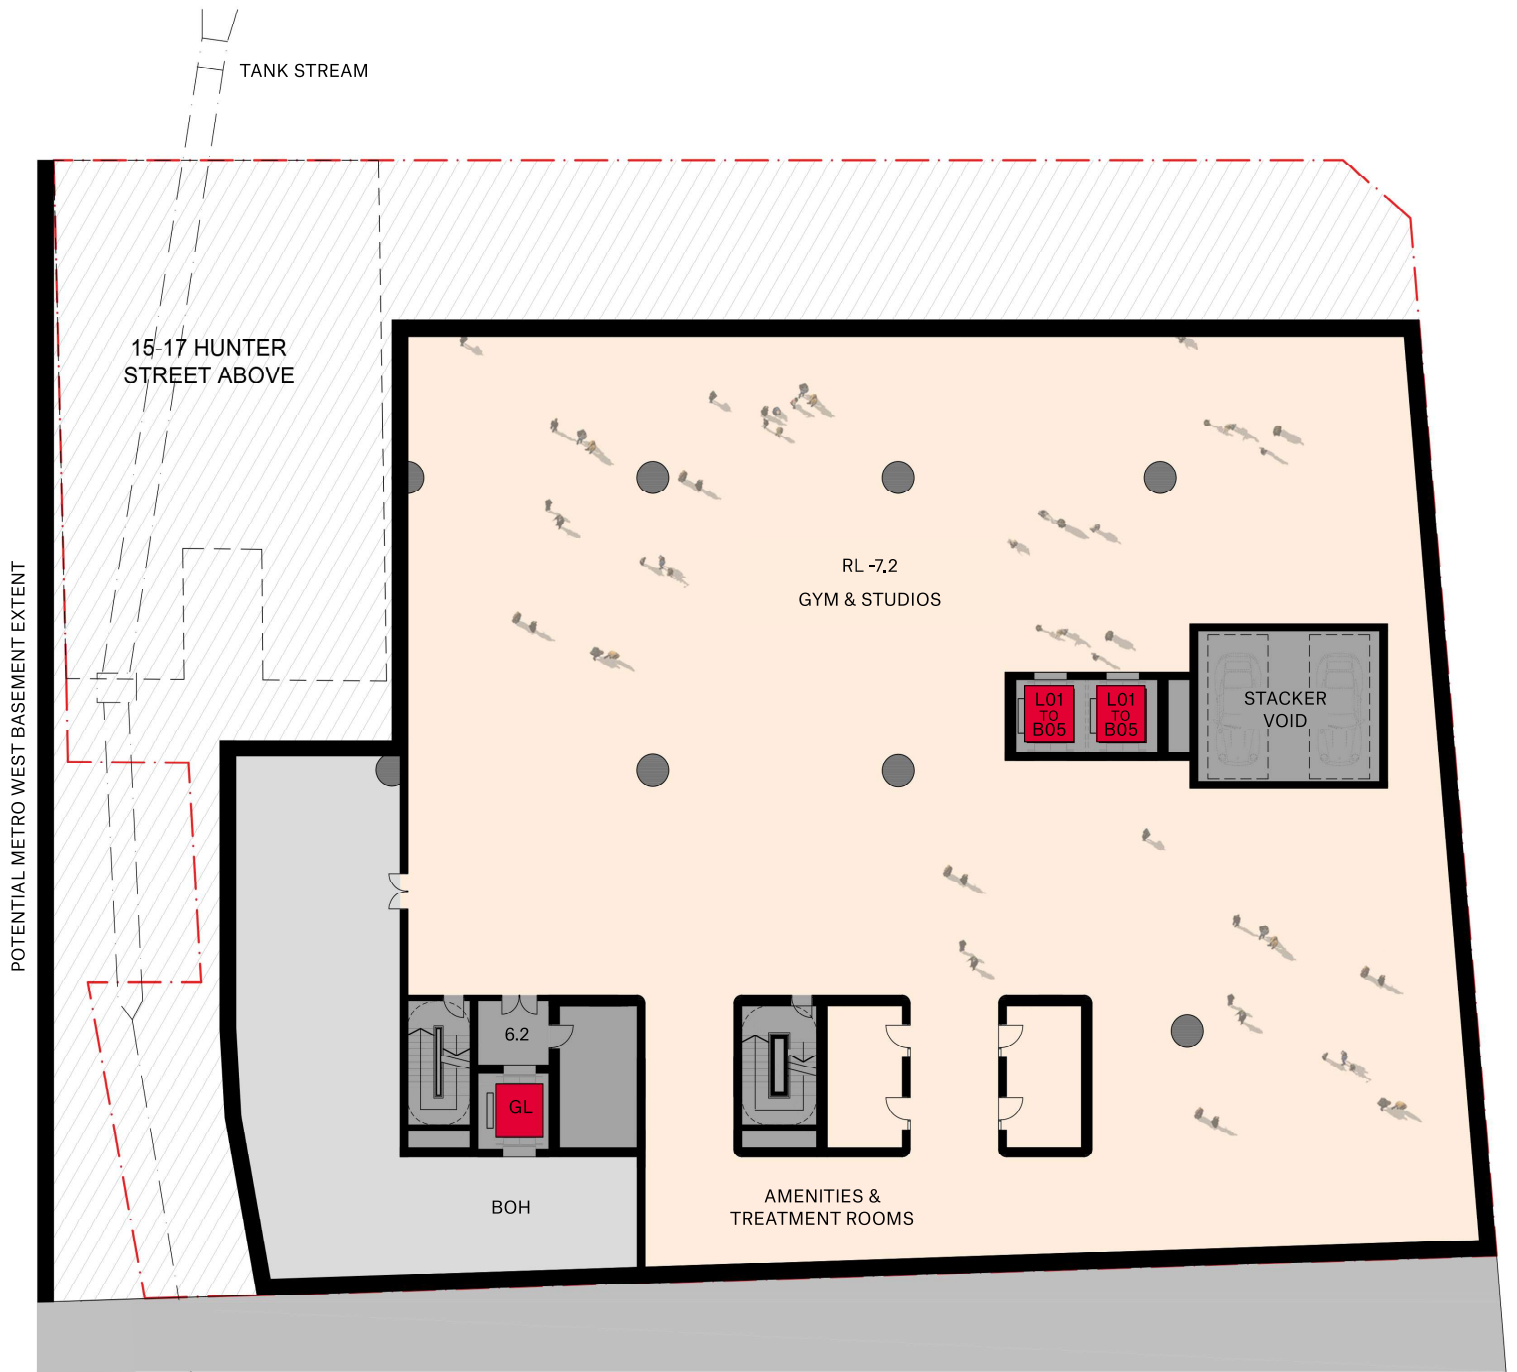 TANK STREAM
15-17 HUNTER
STREET ABOVE
POTENTIAL METRO WEST BASEMENT EXTENT
RL -7.2
GYM & STUDIOS
L01
TO
B05
L01
TO
B05
STACKER
VOID
6.2
GL
BOH
AMENITIES &
TREATMENT ROOMS